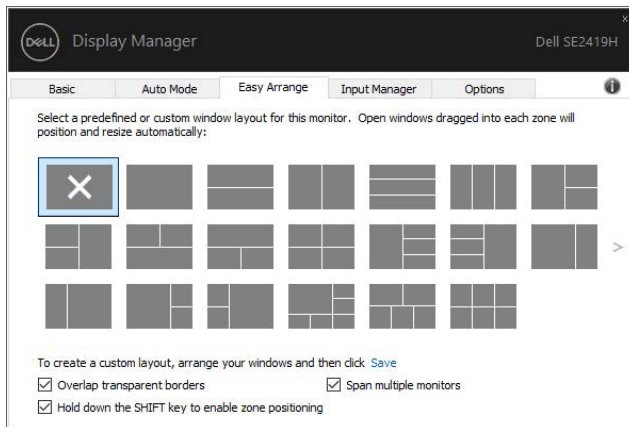 x
DELL Display Manager Dell SE2419H
Basic Auto Mode Easy Arrange Input Manager Options i
Select a predefined or custom window layout for this monitor. Open windows dragged into each zone will
position and resize automatically:
>
To create a custom layout, arrange your windows and then click Save
Overlap transparent borders Span multiple monitors
Hold down the SHIFT key to enable zone positioning